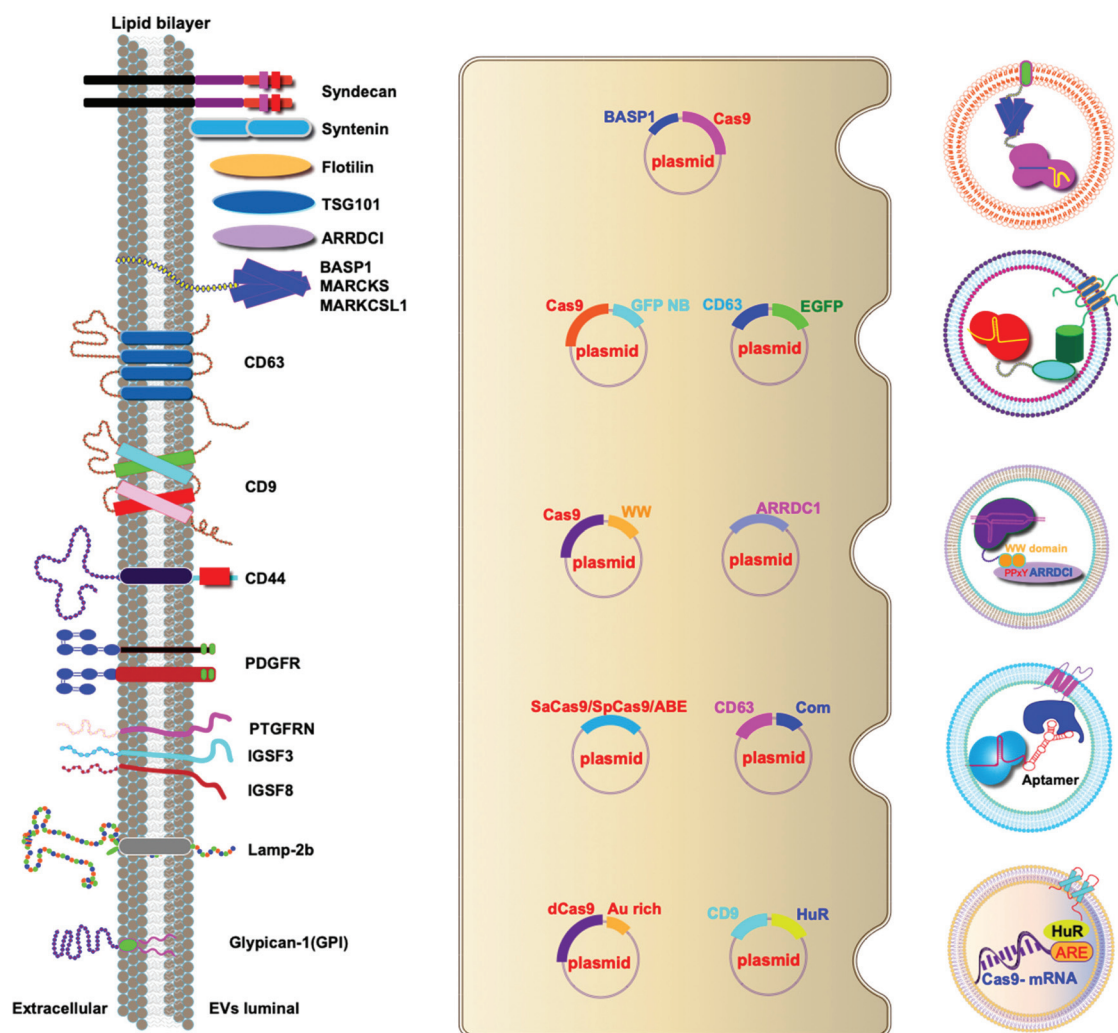 Lipid bilayer
Syndecan
Syntenin
Flotilin
TSG101
ARRDCI
BASP1
MARCKS
MARKCSL1
CD63
CD9
CD44
PDGFR
PTGFRN
IGSF3
IGSF8
Lamp-2b
Glypican-1(GPI)
Extracellular
EVs luminal
BASP1
Cas9
plasmid
Cas9
GFP NB
plasmid
CD63
EGFP
plasmid
Cas9
WW
plasmid
ARRDC1
plasmid
SaCas9/SpCas9/ABE
plasmid
CD63
Com
plasmid
dCas9
Au rich
plasmid
CD9
HuR
plasmid
WW domain
PPxY ARRDCI
Aptamer
HuR
ARE
Cas9- mRNA